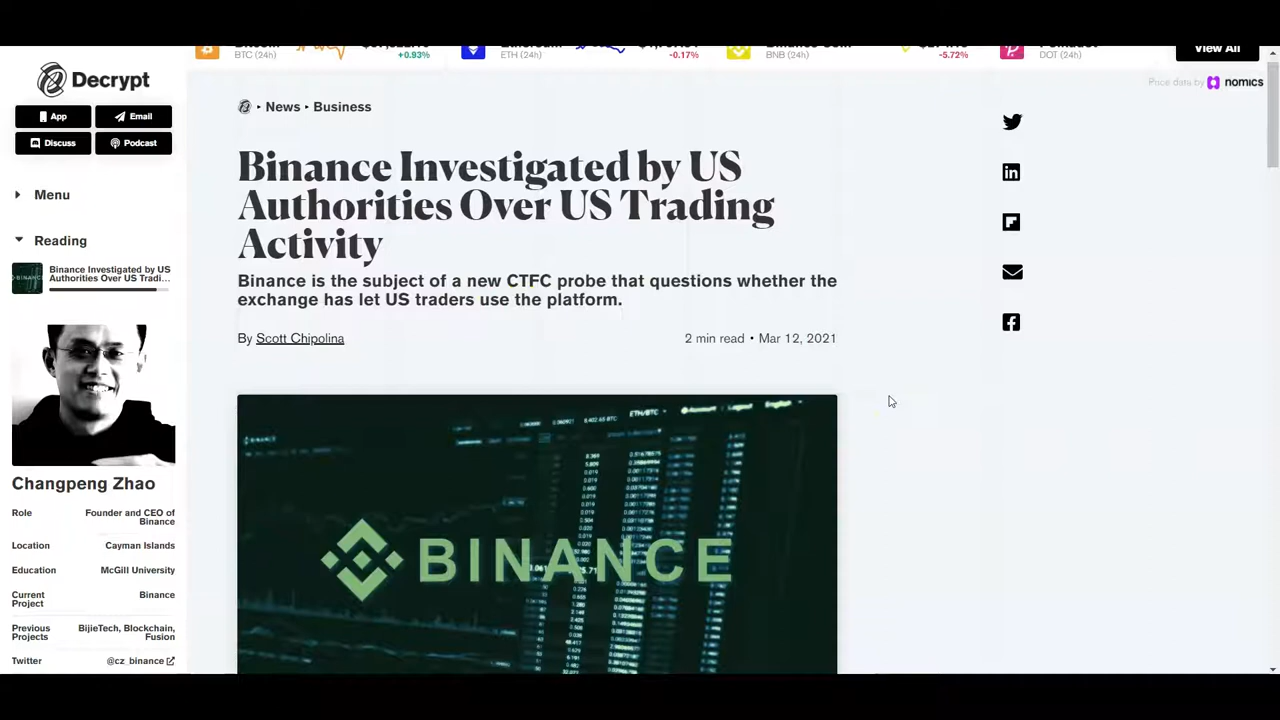 BTC (24h)
+0.93%
ETH (24h)
-0.17%
BNB (24h)
-5.72%
DOT (24h)
View All
Price data by nomics
Decrypt
App
Email
Discuss
Podcast
Menu
Reading
Binance Investigated by US
Authorities Over US Tradi...
Changpeng Zhao
Role
Founder and CEO of
Binance
Location
Cayman Islands
Education
McGill University
Current
Project
Binance
Previous
Projects
BijieTech, Blockchain,
Fusion
Twitter
@cz_binance
News
Business
Binance Investigated by US
Authorities Over US Trading
Activity
Binance is the subject of a new CTFC probe that questions whether the
exchange has let US traders use the platform.
By Scott Chipolina
2 min read • Mar 12, 2021
ETH/BTC
Account
Logout
English
BINANCE